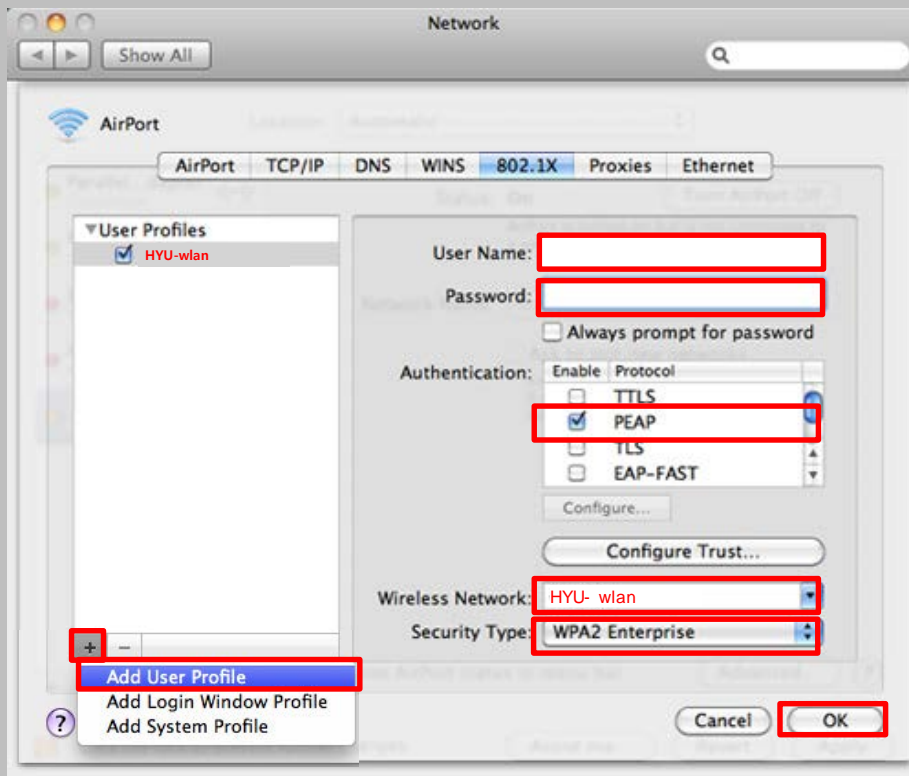 Network
Show All
AirPort
AirPort TCP/IP DNS WINS 802.1X Proxies Ethernet
User Profiles
HYU-wlan
User Name:
Password:
Always prompt for password
Authentication:
Enable Protocol
TTLS
PEAP
TLS
EAP-FAST
Configure...
Configure Trust...
Wireless Network: HYU- wlan
Security Type: WPA2 Enterprise
+ −
Add User Profile
Add Login Window Profile
Add System Profile
?
Cancel OK